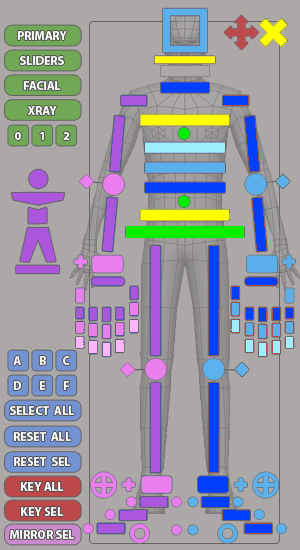 PRIMARY
SLIDERS
FACIAL
XRAY
0 1 2
A B C
D E F
SELECT ALL
RESET ALL
RESET SEL
KEY ALL
KEY SEL
MIRROR SEL